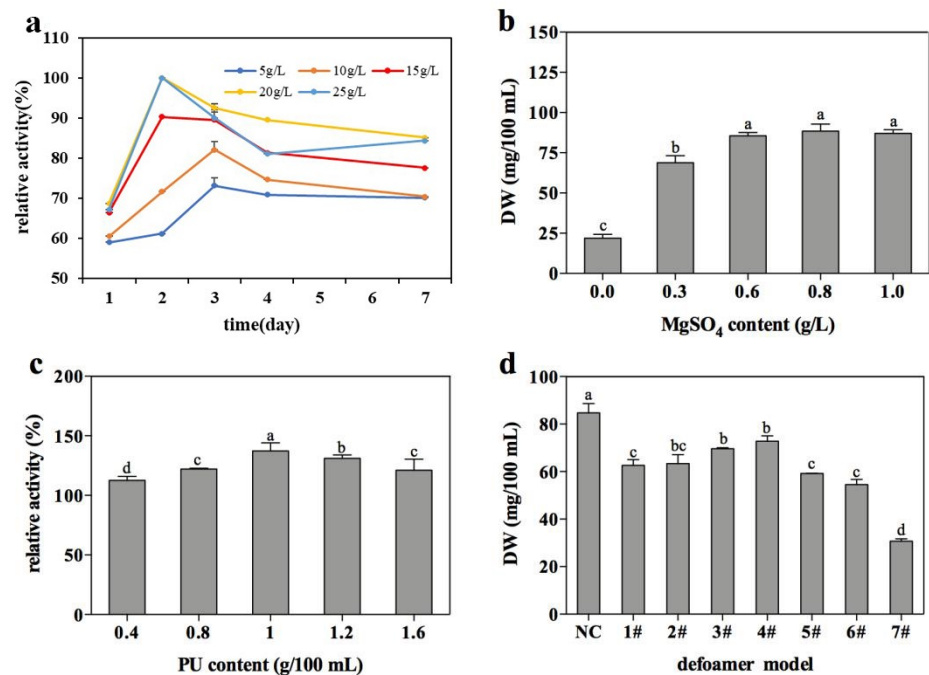 a
110
100
90
80
70
60
50
relative activity(%)
5g/L 10g/L 15g/L
20g/L 25g/L
1 2 3 4 5 6 7
time(day)
b
150
125
100
75
50
25
0
DW (mg/100 mL)
c b a a a
0.0 0.3 0.6 0.8 1.0
MgSO₄ content (g/L)
c
200
150
100
50
0
relative activity (%)
d c a b c
0.4 0.8 1 1.2 1.6
PU content (g/100 mL)
d
100
80
60
40
20
0
DW (mg/100 mL)
a c bc b b c c d
NC 1# 2# 3# 4# 5# 6# 7#
defoamer model